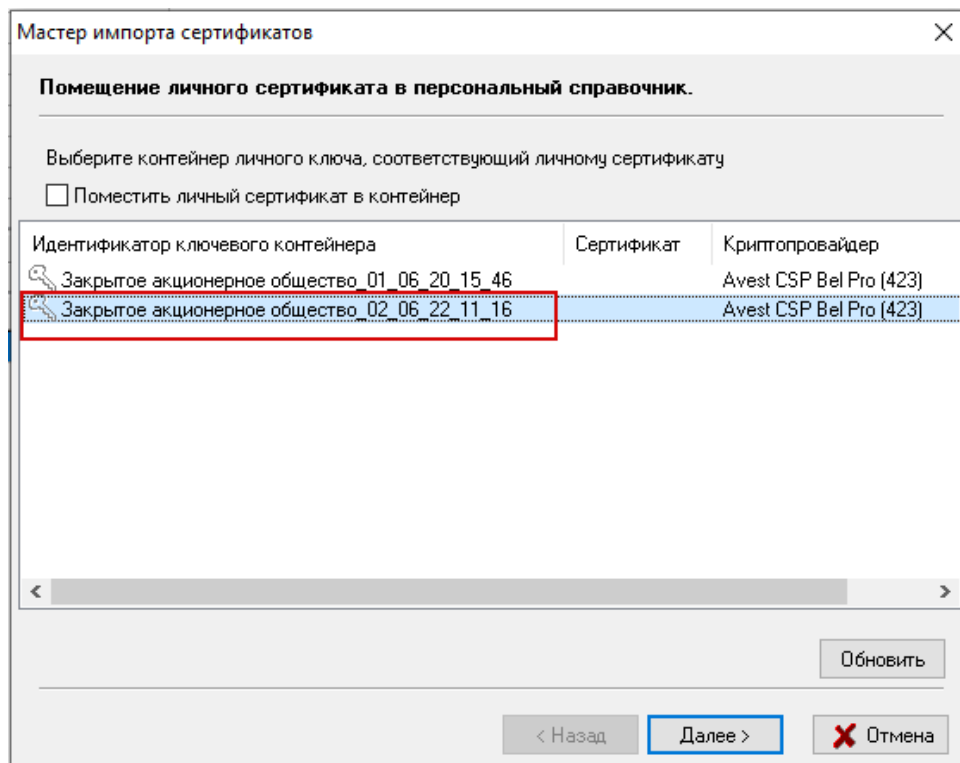 Мастер импорта сертификатов
Помещение личного сертификата в персональный справочник.
Выберите контейнер личного ключа, соответствующий личному сертификату
Поместить личный сертификат в контейнер
Идентификатор ключевого контейнера Сертификат Криптопровайдер
Закрытое акционерное общество_01_06_20_15_46 Avest CSP Bel Pro (423)
Закрытое акционерное общество_02_06_22_11_16 Avest CSP Bel Pro (423)
Обновить
< Назад Далее > Отмена